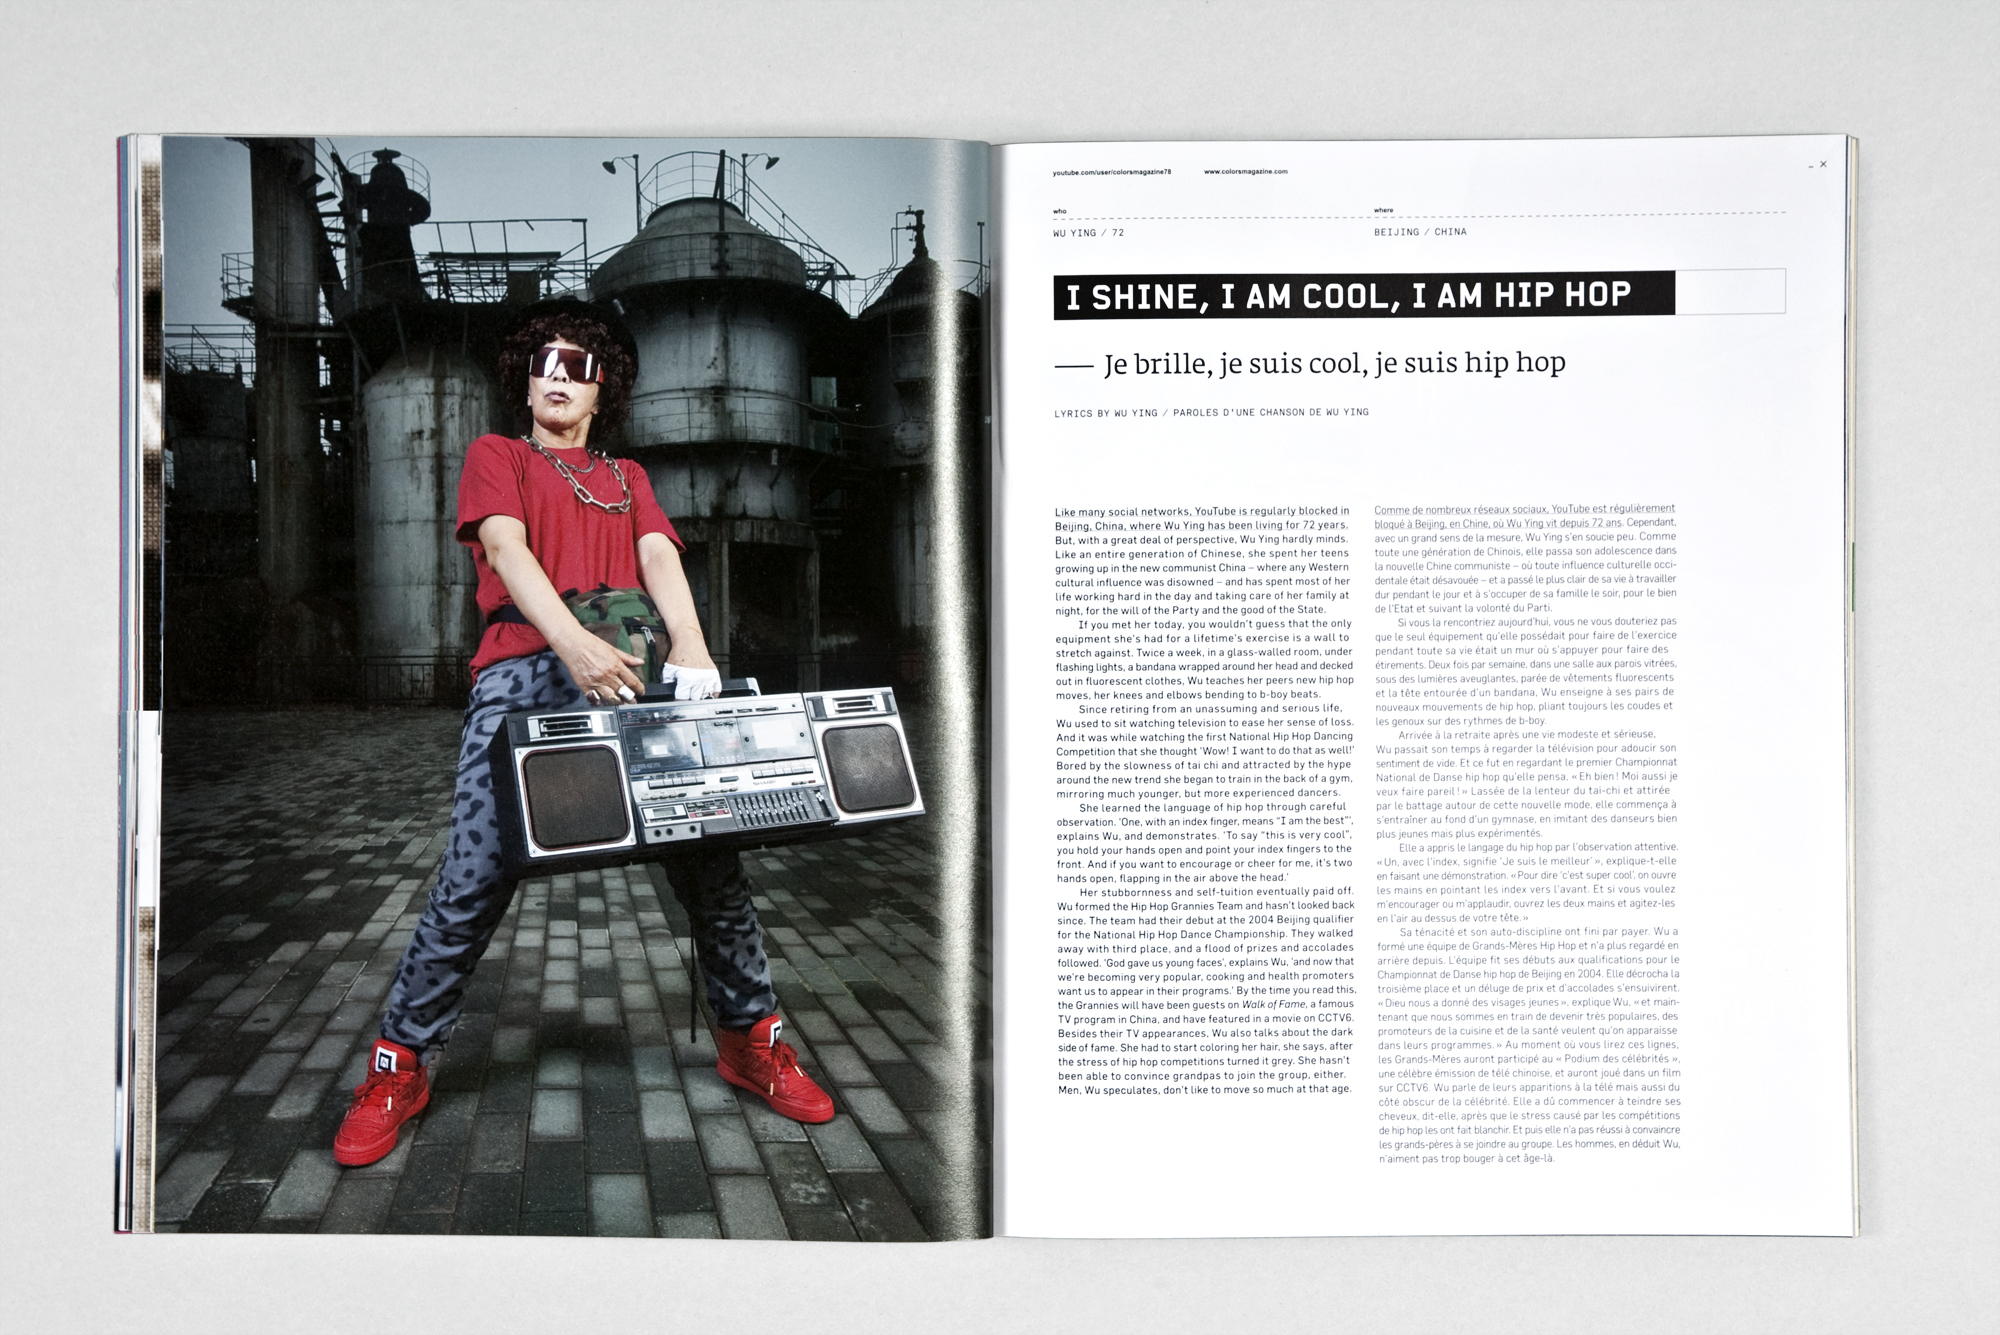 youtube.com/user/colorsmagazine78
www.colorsmagazine.com
who
where
WU YING / 72
BEIJING / CHINA
I SHINE, I AM COOL, I AM HIP HOP
— Je brille, je suis cool, je suis hip hop
LYRICS BY WU YING / PAROLES D'UNE CHANSON DE WU YING
Like many social networks, YouTube is regularly blocked in
Beijing, China, where Wu Ying has been living for 72 years.
But, with a great deal of perspective, Wu Ying hardly minds.
Like an entire generation of Chinese, she spent her teens
growing up in the new communist China – where any Western
cultural influence was disowned – and has spent most of her
life working hard in the day and taking care of her family at
night, for the will of the Party and the good of the State.
If you met her today, you wouldn't guess that the only
equipment she's had for a lifetime's exercise is a wall to
stretch against. Twice a week, in a glass-walled room, under
flashing lights, a bandana wrapped around her head and decked
out in fluorescent clothes, Wu teaches her peers new hip hop
moves, her knees and elbows bending to b-boy beats.
Since retiring from an unassuming and serious life,
Wu used to sit watching television to ease her sense of loss.
And it was while watching the first National Hip Hop Dancing
Competition that she thought 'Wow! I want to do that as well!'
Bored by the slowness of tai chi and attracted by the hype
around the new trend she began to train in the back of a gym,
mirroring much younger, but more experienced dancers.
She learned the language of hip hop through careful
observation. 'One, with an index finger, means "I am the best"',
explains Wu, and demonstrates. 'To say "this is very cool",
you hold your hands open and point your index fingers to the
front. And if you want to encourage or cheer for me, it's two
hands open, flapping in the air above the head.'
Her stubbornness and self-tuition eventually paid off.
Wu formed the Hip Hop Grannies Team and hasn't looked back
since. The team had their debut at the 2004 Beijing qualifier
for the National Hip Hop Dance Championship. They walked
away with third place, and a flood of prizes and accolades
followed. 'God gave us young faces', explains Wu, 'and now that
we're becoming very popular, cooking and health promoters
want us to appear in their programs.' By the time you read this,
the Grannies will have been guests on Walk of Fame, a famous
TV program in China, and have featured in a movie on CCTV6.
Besides their TV appearances, Wu also talks about the dark
side of fame. She had to start coloring her hair, she says, after
the stress of hip hop competitions turned it grey. She hasn't
been able to convince grandpas to join the group, either.
Men, Wu speculates, don't like to move so much at that age.
Comme de nombreux réseaux sociaux, YouTube est régulièrement
bloqué à Beijing, en Chine, où Wu Ying vit depuis 72 ans. Cependant,
avec un grand sens de la mesure, Wu Ying s'en soucie peu. Comme
toute une génération de Chinois, elle passa son adolescence dans
la nouvelle Chine communiste – où toute influence culturelle occi-
dentale était désavouée – et a passé le plus clair de sa vie à travailler
dur pendant le jour et à s'occuper de sa famille le soir, pour le bien
de l'Etat et suivant la volonté du Parti.
Si vous la rencontriez aujourd'hui, vous ne vous douteriez pas
que le seul équipement qu'elle possédait pour faire de l'exercice
pendant toute sa vie était un mur où s'appuyer pour faire des
étirements. Deux fois par semaine, dans une salle aux parois vitrées,
sous des lumières aveuglantes, parée de vêtements fluorescents
et la tête entourée d'un bandana, Wu enseigne à ses pairs de
nouveaux mouvements de hip hop, pliant toujours les coudes et
les genoux sur des rythmes de b-boy.
Arrivée à la retraite après une vie modeste et sérieuse,
Wu passait son temps à regarder la télévision pour adoucir son
sentiment de vide. Et ce fut en regardant le premier Championnat
National de Danse hip hop qu'elle pensa, « Eh bien ! Moi aussi je
veux faire pareil ! » Lassée de la lenteur du tai-chi et attirée
par le battage autour de cette nouvelle mode, elle commença à
s'entraîner au fond d'un gymnase, en imitant des danseurs bien
plus jeunes mais plus expérimentés.
Elle a appris le langage du hip hop par l'observation attentive.
« Un, avec l'index, signifie 'Je suis le meilleur' », explique-t-elle
en faisant une démonstration. « Pour dire 'c'est super cool', on ouvre
les mains en pointant les index vers l'avant. Et si vous voulez
m'encourager ou m'applaudir, ouvrez les deux mains et agitez-les
en l'air au dessus de votre tête. »
Sa ténacité et son auto-discipline ont fini par payer. Wu a
formé une équipe de Grands-Mères Hip Hop et n'a plus regardé en
arrière depuis. L'équipe fit ses débuts aux qualifications pour le
Championnat de Danse hip hop de Beijing en 2004. Elle décrocha la
troisième place et un déluge de prix et d'accolades s'ensuivirent.
« Dieu nous a donné des visages jeunes », explique Wu, « et main-
tenant que nous sommes en train de devenir très populaires, des
promoteurs de la cuisine et de la santé veulent qu'on apparaisse
dans leurs programmes. » Au moment où vous lirez ces lignes,
les Grands-Mères auront participé au « Podium des célébrités »,
une célèbre émission de télé chinoise, et auront joué dans un film
sur CCTV6. Wu parle de leurs apparitions à la télé mais aussi du
côté obscur de la célébrité. Elle a dû commencer à teindre ses
cheveux, dit-elle, après que le stress causé par les compétitions
de hip hop les ont fait blanchir. Et puis elle n'a pas réussi à convaincre
les grands-pères à se joindre au groupe. Les hommes, en déduit Wu,
n'aiment pas trop bouger à cet âge-là.